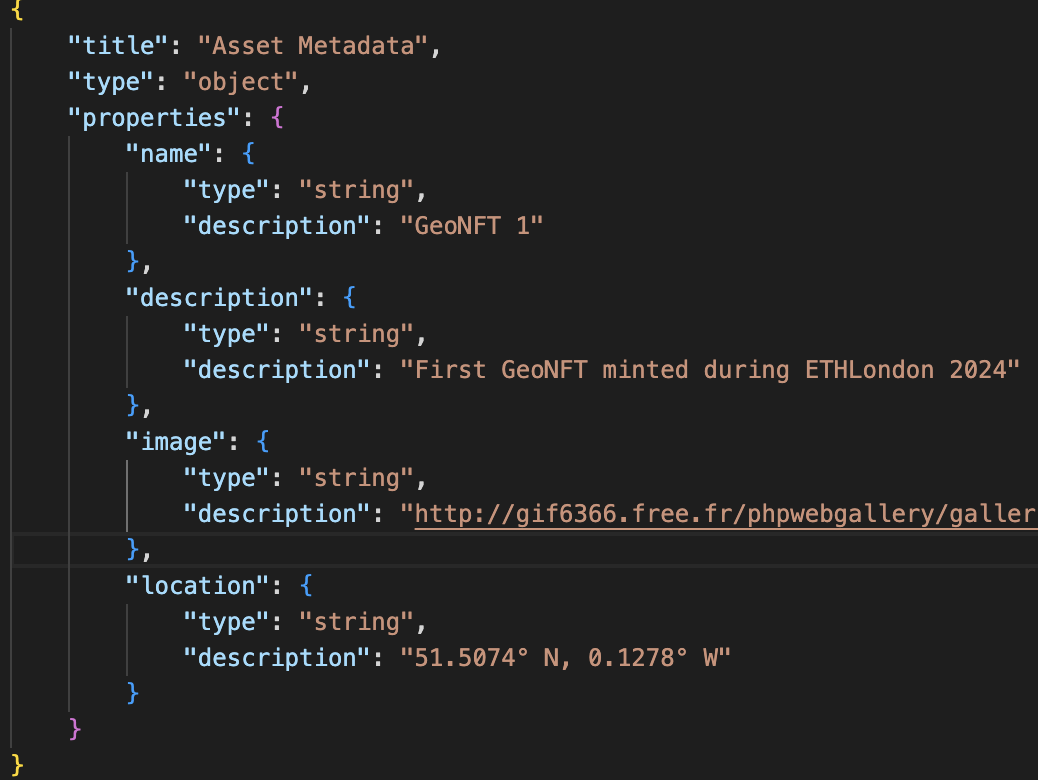 {
    "title": "Asset Metadata",
    "type": "object",
    "properties": {
        "name": {
            "type": "string",
            "description": "GeoNFT 1"
        },
        "description": {
            "type": "string",
            "description": "First GeoNFT minted during ETHLondon 2024"
        },
        "image": {
            "type": "string",
            "description": "http://gif6366.free.fr/phpwebgallery/galler
        },
        "location": {
            "type": "string",
            "description": "51.5074° N, 0.1278° W"
        }
    }
}